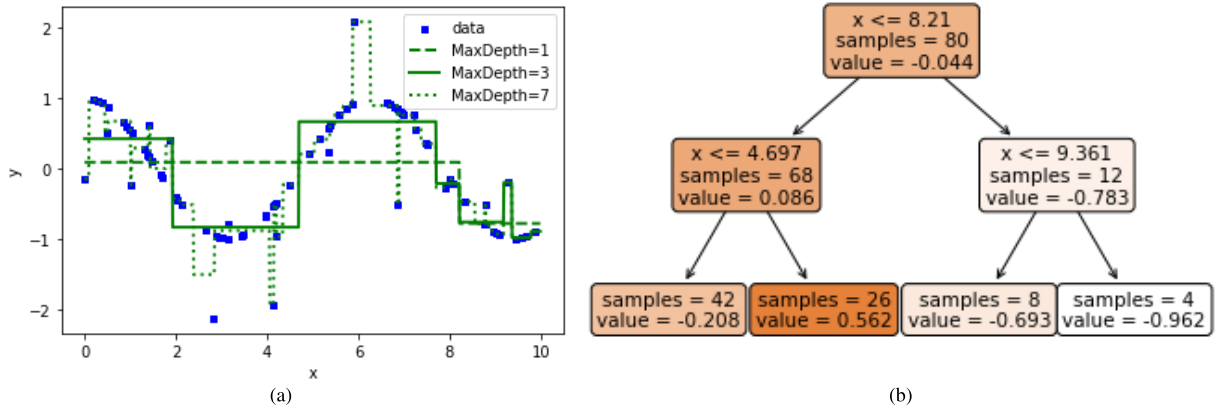 2
1
0
−1
−2
y
0
2
4
6
8
10
x
data
MaxDepth=1
MaxDepth=3
MaxDepth=7
(a)
x <= 8.21
samples = 80
value = -0.044
x <= 4.697
samples = 68
value = 0.086
x <= 9.361
samples = 12
value = -0.783
samples = 42
value = -0.208
samples = 26
value = 0.562
samples = 8
value = -0.693
samples = 4
value = -0.962
(b)